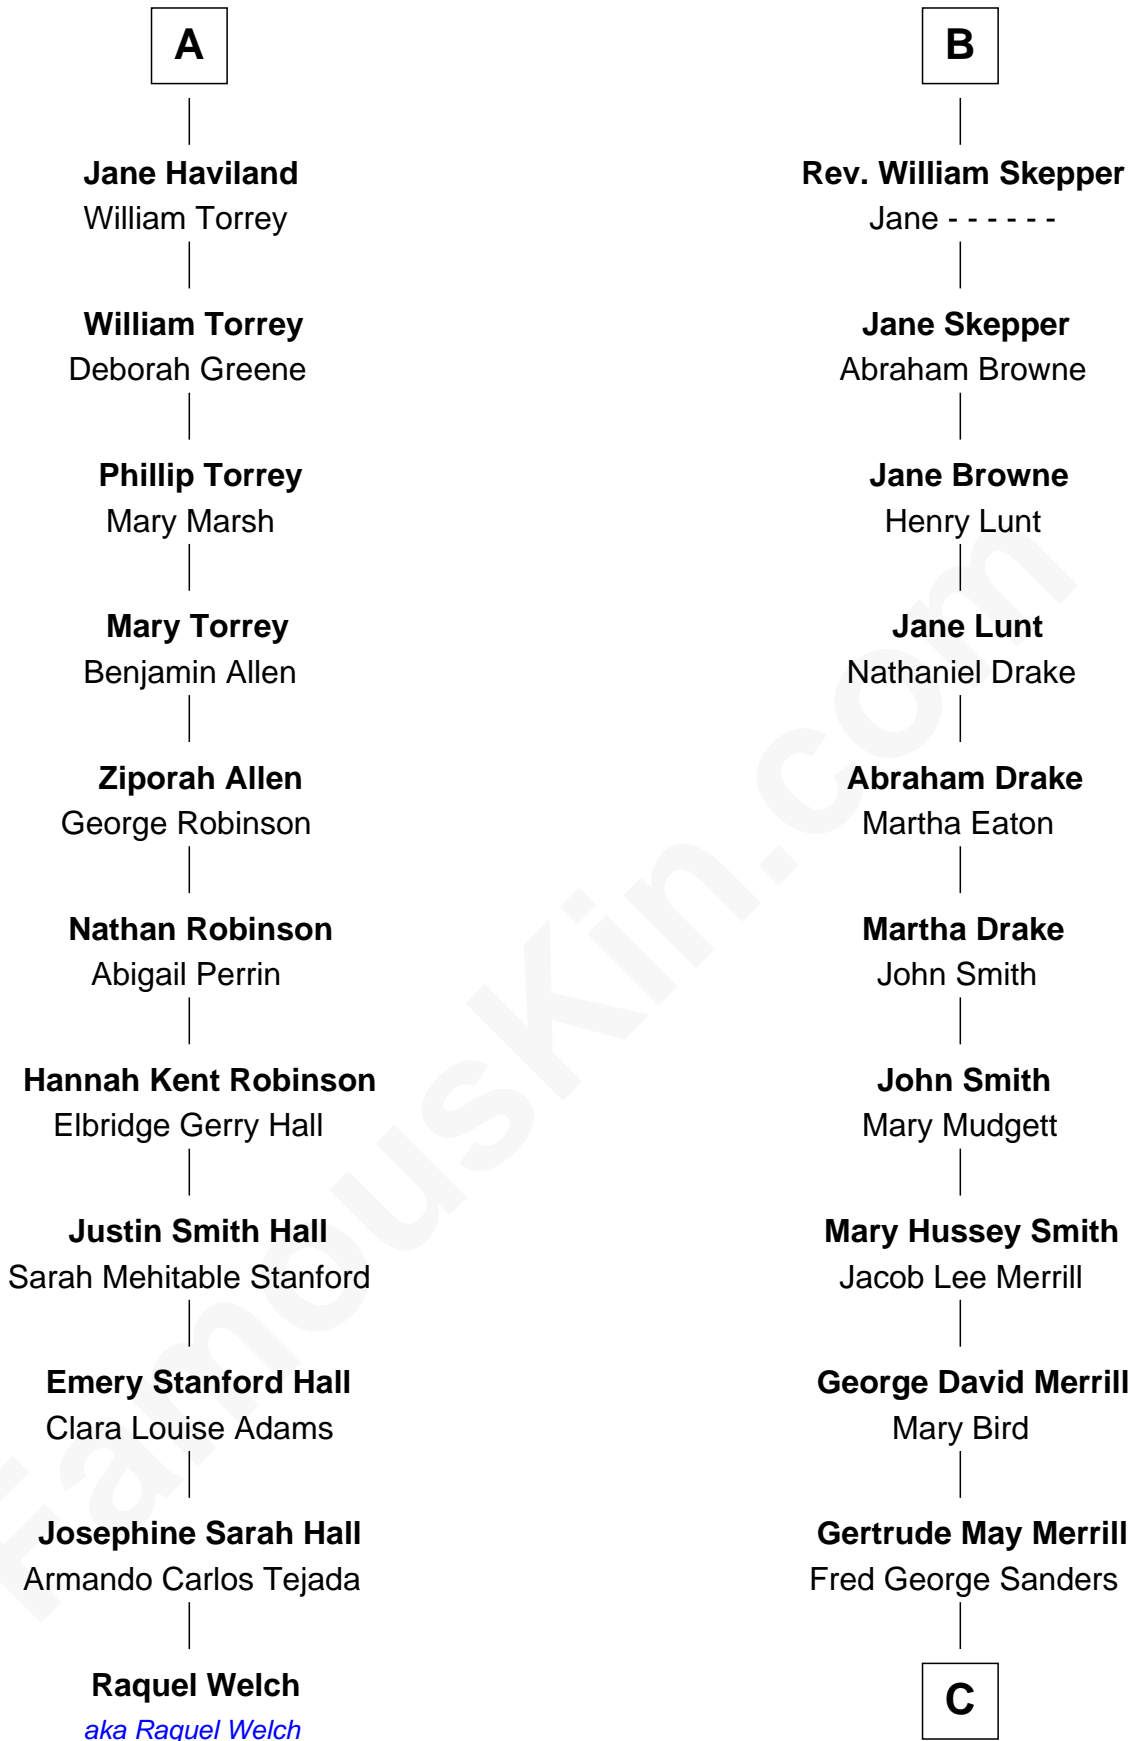 A
Jane Haviland
William Torrey
William Torrey
Deborah Greene
Phillip Torrey
Mary Marsh
Mary Torrey
Benjamin Allen
Ziporah Allen
George Robinson
Nathan Robinson
Abigail Perrin
Hannah Kent Robinson
Elbridge Gerry Hall
Justin Smith Hall
Sarah Mehitable Stanford
Emery Stanford Hall
Clara Louise Adams
Josephine Sarah Hall
Armando Carlos Tejada
Raquel Welch
aka Raquel Welch
B
Rev. William Skepper
Jane - - - - - -
Jane Skepper
Abraham Browne
Jane Browne
Henry Lunt
Jane Lunt
Nathaniel Drake
Abraham Drake
Martha Eaton
Martha Drake
John Smith
John Smith
Mary Mudgett
Mary Hussey Smith
Jacob Lee Merrill
George David Merrill
Mary Bird
Gertrude May Merrill
Fred George Sanders
C
FamousKin.com